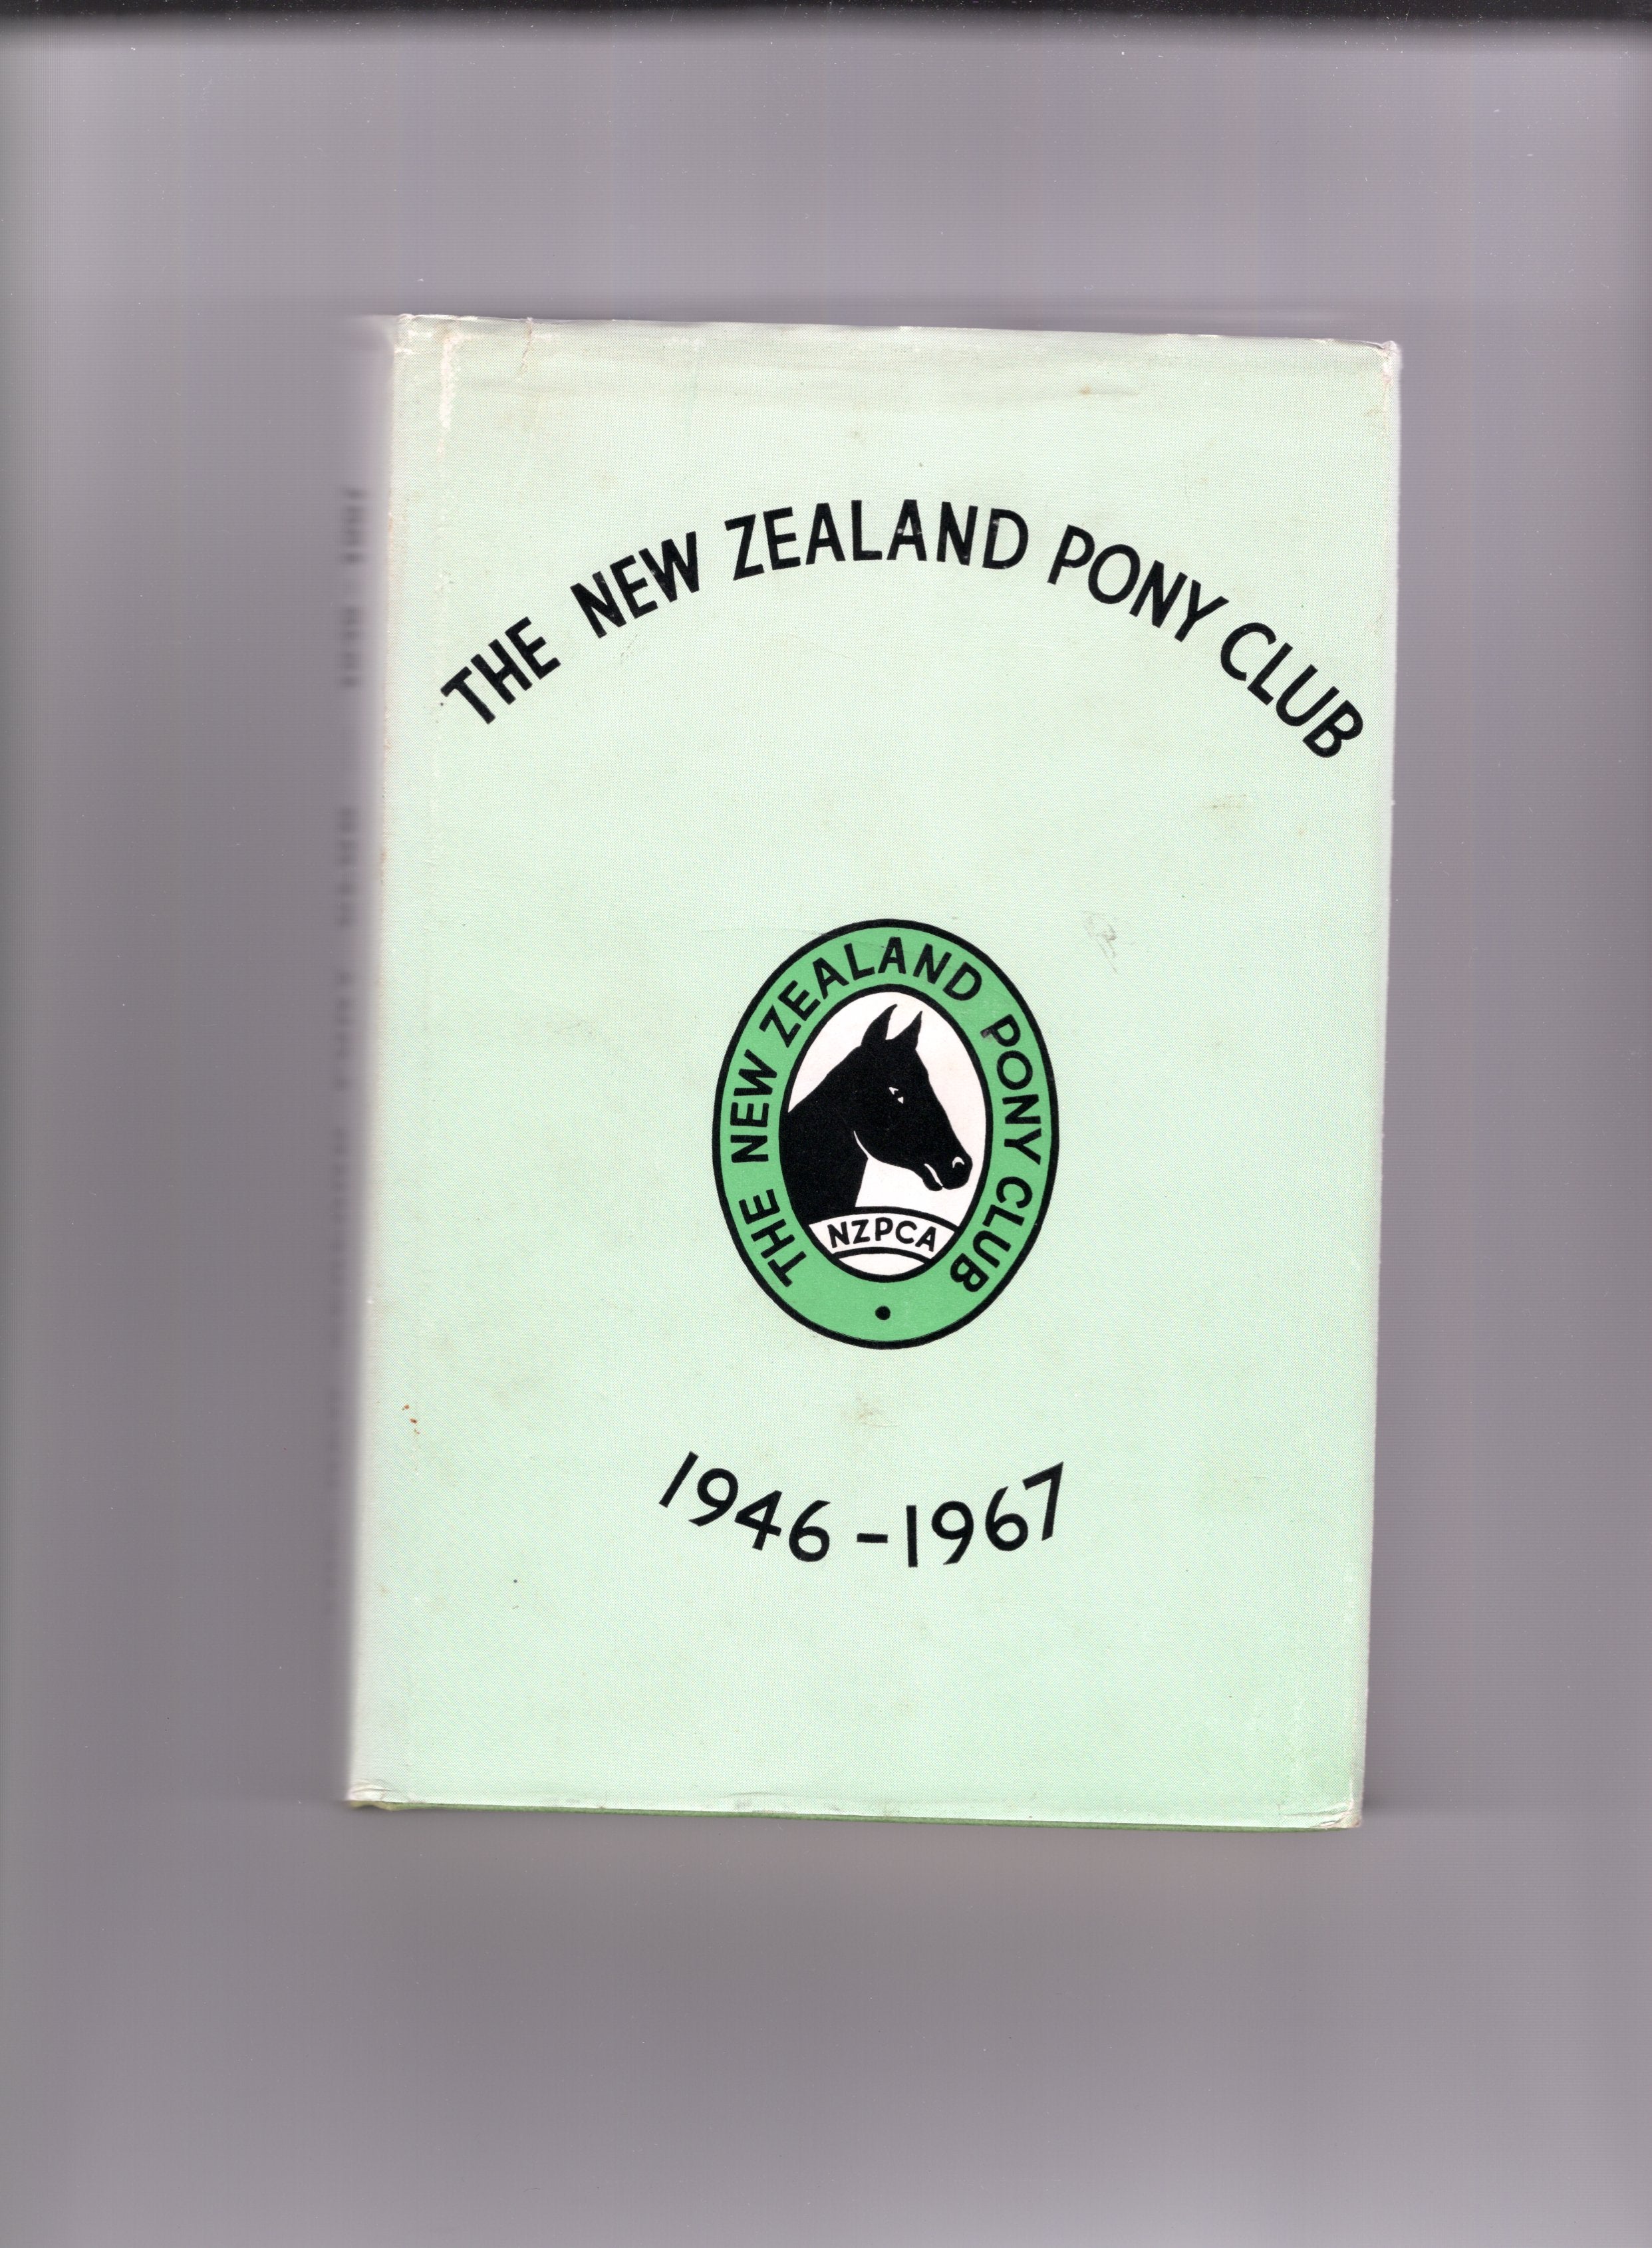 THE NEW ZEALAND PONY CLUB
THE NEW ZEALAND PONY CLUB
NZPCA
1946-1967